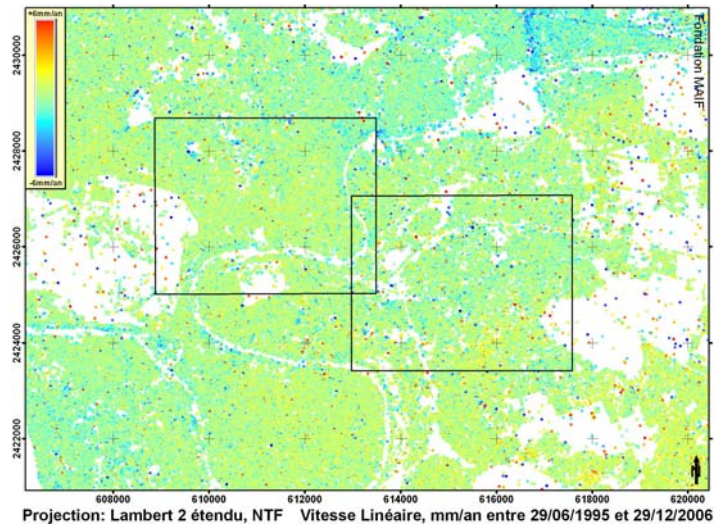 +6mm/an
-6mm/an
Fondation MAIF
2430000
2428000
2426000
2424000
2422000
608000 610000 612000 614000 616000 618000 620000
Projection: Lambert 2 étendu, NTF Vitesse Linéaire, mm/an entre 29/06/1995 et 29/12/2006